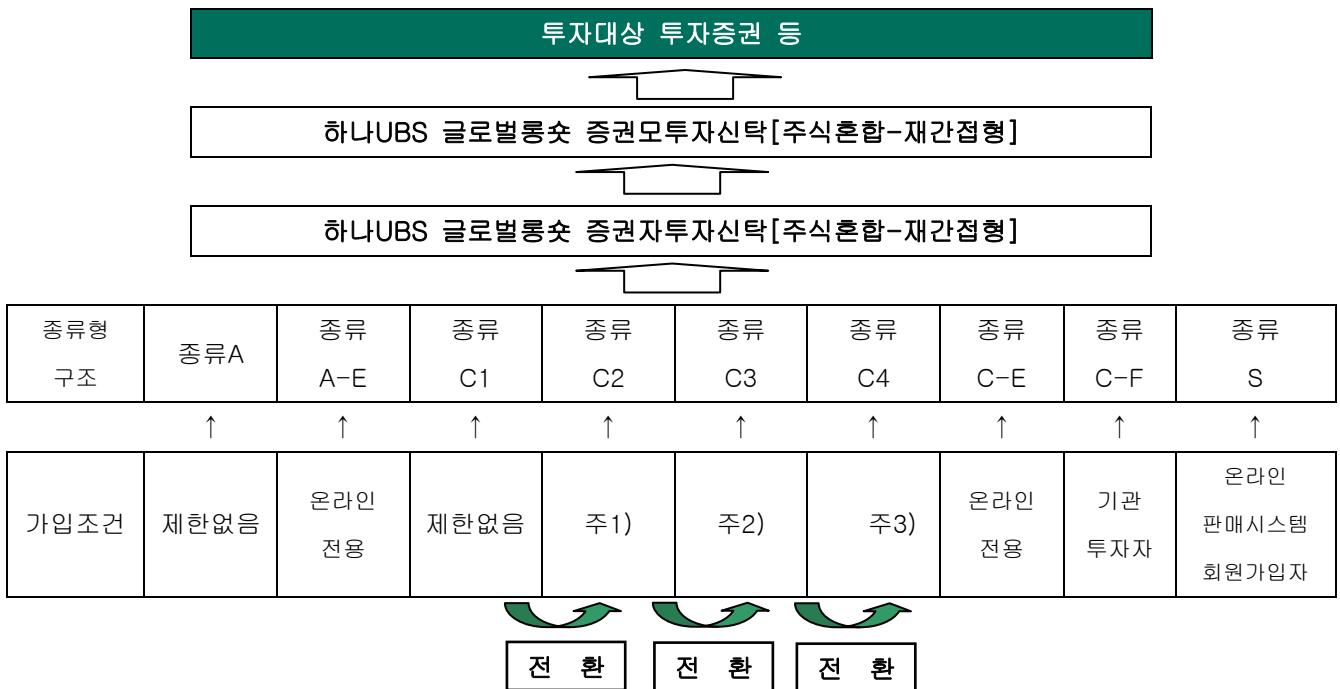 투자대상 투자증권 등
하나UBS 글로벌롱숏 증권모투자신탁[주식혼합-재간접형]
하나UBS 글로벌롱숏 증권자투자신탁[주식혼합-재간접형]
종류형 구조 종류A 종류 A-E 종류 C1 종류 C2 종류 C3 종류 C4 종류 C-E 종류 C-F 종류 S
↑ ↑ ↑ ↑ ↑ ↑ ↑ ↑ ↑
가입조건 제한없음 온라인 전용 제한없음 주1) 주2) 주3) 온라인 전용 기관 투자자 온라인 판매시스템 회원가입자
전 환 전 환 전 환